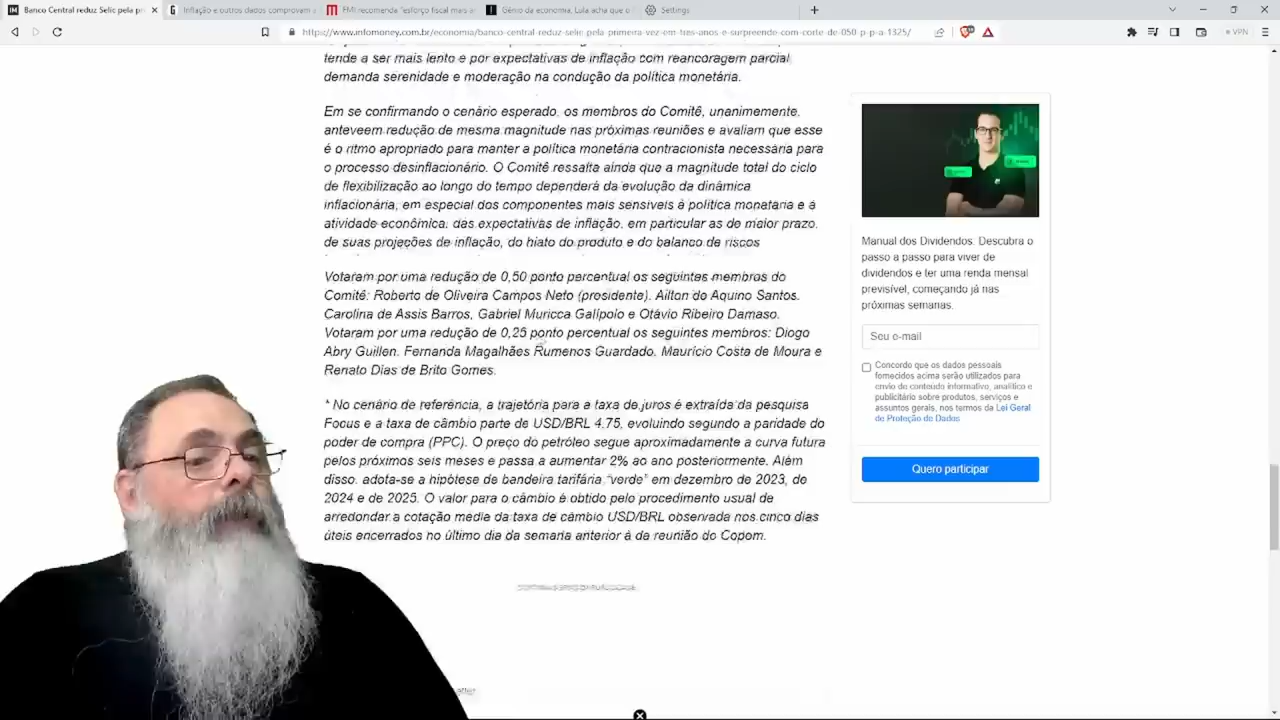 Banco Central reduz Selic pela pr
Inflação e outros dados comprovam a
FMI recomenda "esforço fiscal mais a
Gênio da economia, Lula acha que o
Settings
https://www.infomoney.com.br/economia/banco-central-reduz-selic-pela-primeira-vez-em-tres-anos-e-surpreende-com-corte-de-050-p-p-a-1325/
VPN
tende a ser mais lento e por expectativas de inflação com reancoragem parcial,
demanda serenidade e moderação na condução da política monetária.
Em se confirmando o cenário esperado, os membros do Comitê, unanimemente,
anteveem redução de mesma magnitude nas próximas reuniões e avaliam que esse
é o ritmo apropriado para manter a política monetária contracionista necessária para
o processo desinflacionário. O Comitê ressalta ainda que a magnitude total do ciclo
de flexibilização ao longo do tempo dependerá da evolução da dinâmica
inflacionária, em especial dos componentes mais sensíveis à política monetária e à
atividade econômica, das expectativas de inflação, em particular as de maior prazo,
de suas projeções de inflação, do hiato do produto e do balanço de riscos
Votaram por uma redução de 0,50 ponto percentual os seguintes membros do
Comitê: Roberto de Oliveira Campos Neto (presidente), Ailton de Aquino Santos,
Carolina de Assis Barros, Gabriel Muricca Galípolo e Otávio Ribeiro Damaso.
Votaram por uma redução de 0,25 ponto percentual os seguintes membros: Diogo
Abry Guillen, Fernanda Magalhães Rumenos Guardado, Maurício Costa de Moura e
Renato Dias de Brito Gomes.
* No cenário de referência, a trajetória para a taxa de juros é extraída da pesquisa
Focus e a taxa de câmbio parte de USD/BRL 4,75, evoluindo segundo a paridade do
poder de compra (PPC). O preço do petróleo segue aproximadamente a curva futura
pelos próximos seis meses e passa a aumentar 2% ao ano posteriormente. Além
disso, adota-se a hipótese de bandeira tarifária "verde" em dezembro de 2023, de
2024 e de 2025. O valor para o câmbio é obtido pelo procedimento usual de
arredondar a cotação média da taxa de câmbio USD/BRL observada nos cinco dias
úteis encerrados no último dia da semana anterior à da reunião do Copom.
Manual dos Dividendos: Descubra o
passo a passo para viver de
dividendos e ter uma renda mensal
previsível, começando já nas
próximas semanas.
Seu e-mail
Concordo que os dados pessoais
fornecidos acima serão utilizados para
envio de conteúdo informativo, analítico e
publicitário sobre produtos, serviços e
assuntos gerais, nos termos da Lei Geral
de Proteção de Dados
Quero participar